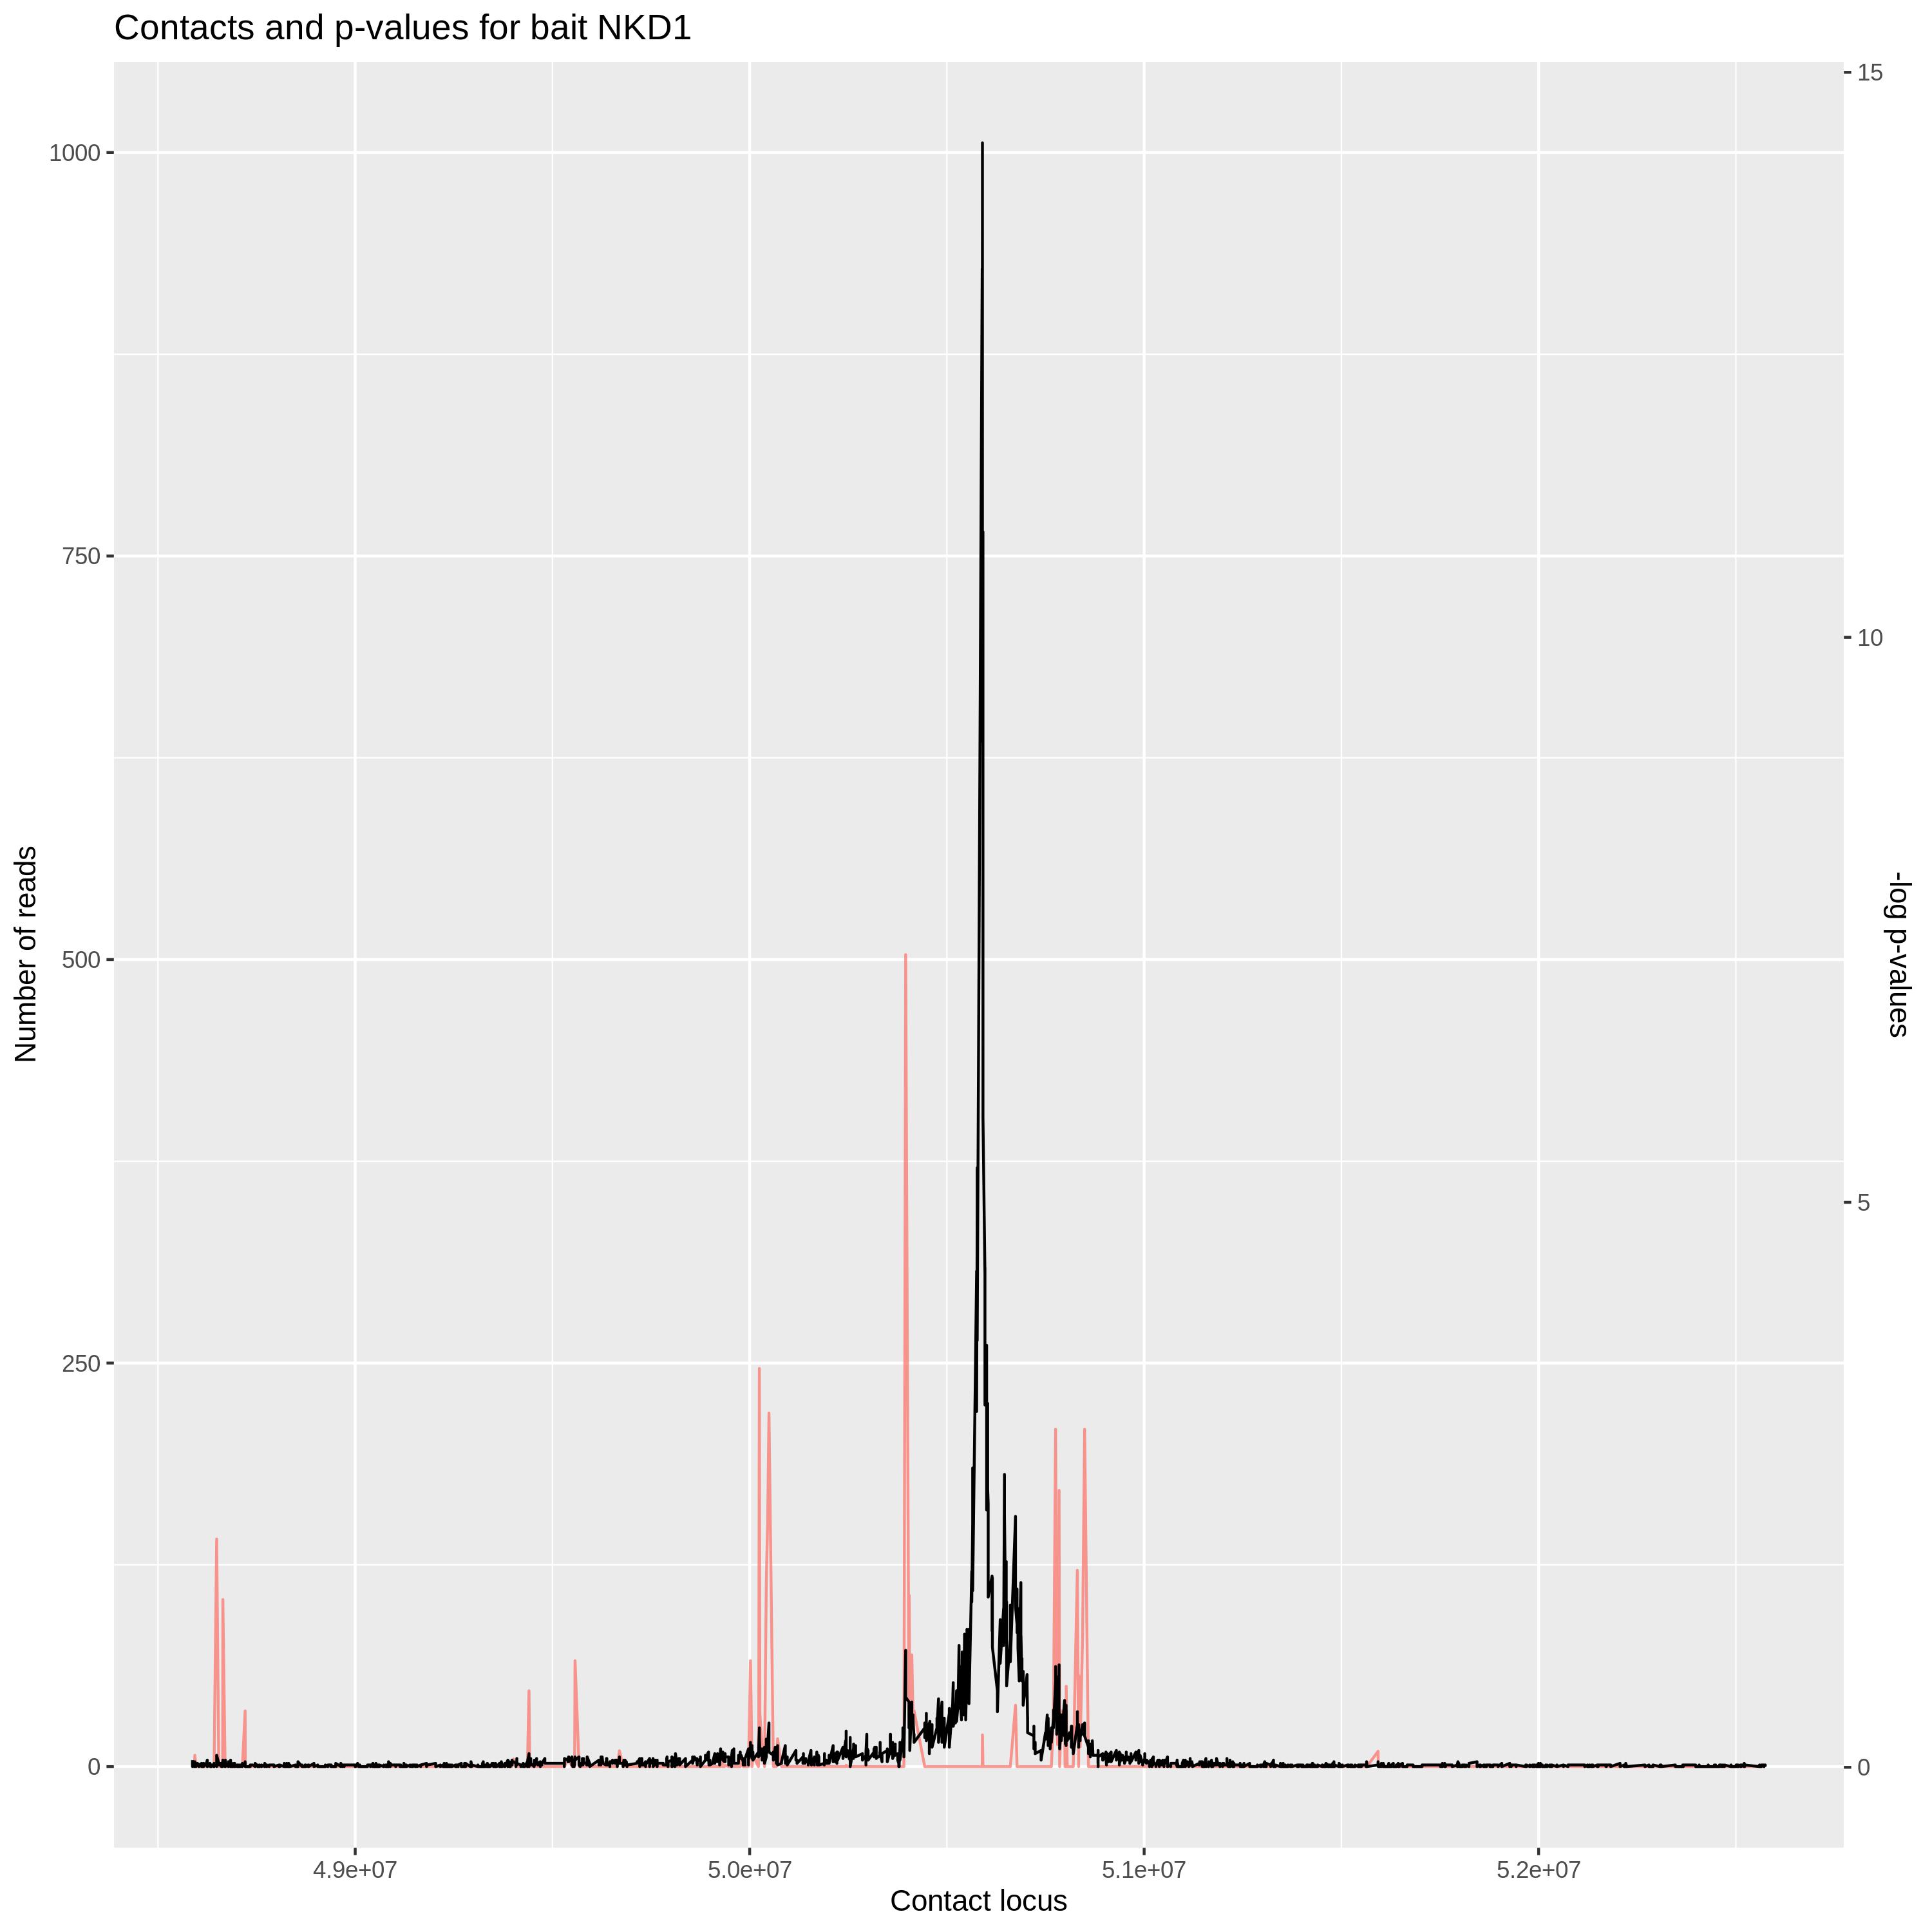 Contacts and p-values for bait NKD1
15
1000
750
10
Number of reads
500
-log p-values
5
250
0
0
4.9e+07
5.0e+07
5.1e+07
5.2e+07
Contact locus